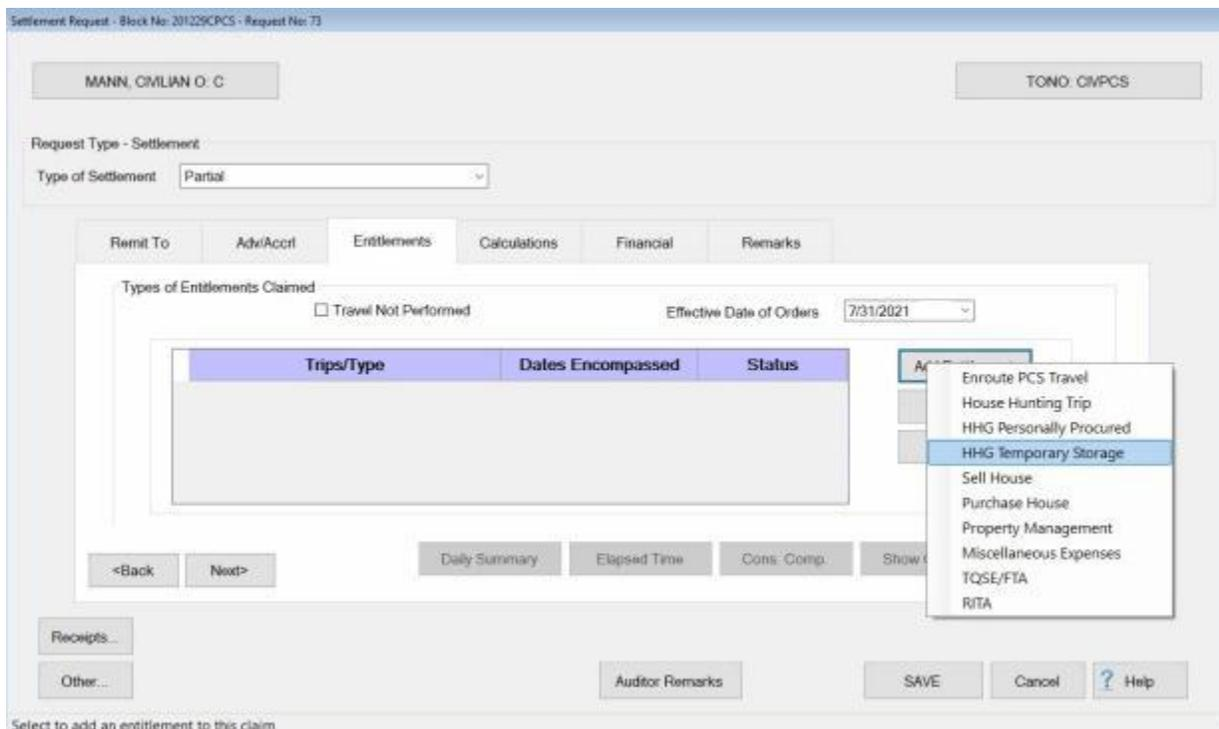 Settlement Request - Block No: 201229CPCS - Request No: 73
MANN, CIVILIAN O: C
TONO: CIVPCS
Request Type - Settlement
Type of Settlement Partial
Remit To Adv/Accrl Entitlements Calculations Financial Remarks
Types of Entitlements Claimed
Travel Not Performed Effective Date of Orders 7/31/2021
Trips/Type Dates Encompassed Status
Enroute PCS Travel
House Hunting Trip
HHG Personally Procured
HHG Temporary Storage
Sell House
Purchase House
Property Management
Miscellaneous Expenses
TQSE/FTA
RITA
<Back Next> Daily Summary Elapsed Time Cons. Comp. Show
Receipts...
Other... Auditor Remarks SAVE Cancel ? Help
Select to add an entitlement to this claim